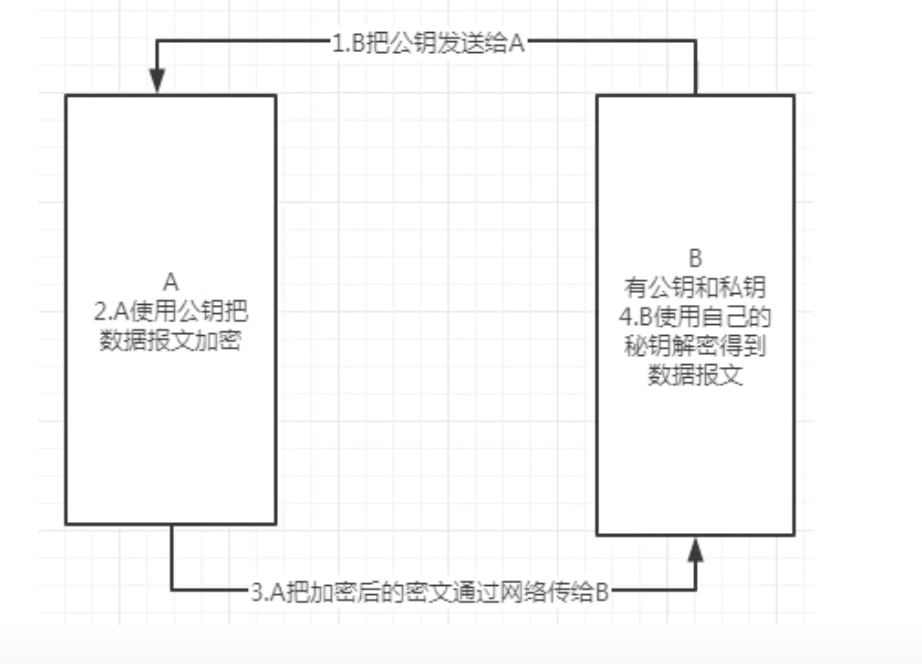 1.B把公钥发送给A
A
2.A使用公钥把
数据报文加密
B
有公钥和私钥
4.B使用自己的
秘钥解密得到
数据报文
3.A把加密后的密文通过网络传给B